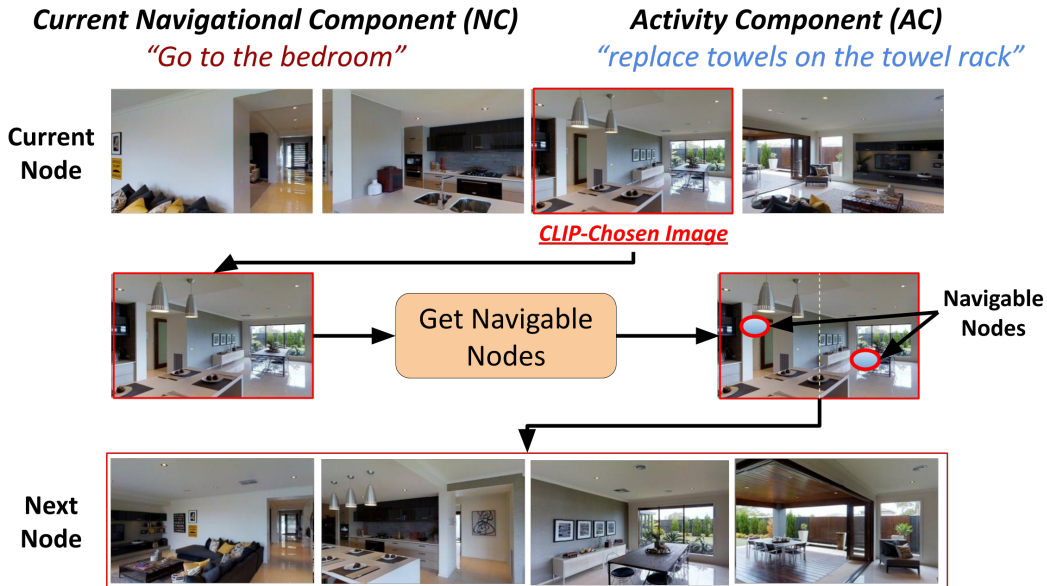 Current Navigational Component (NC)
Activity Component (AC)
“Go to the bedroom”
“replace towels on the towel rack”
Current
Node
CLIP-Chosen Image
Get Navigable
Nodes
Navigable
Nodes
Next
Node